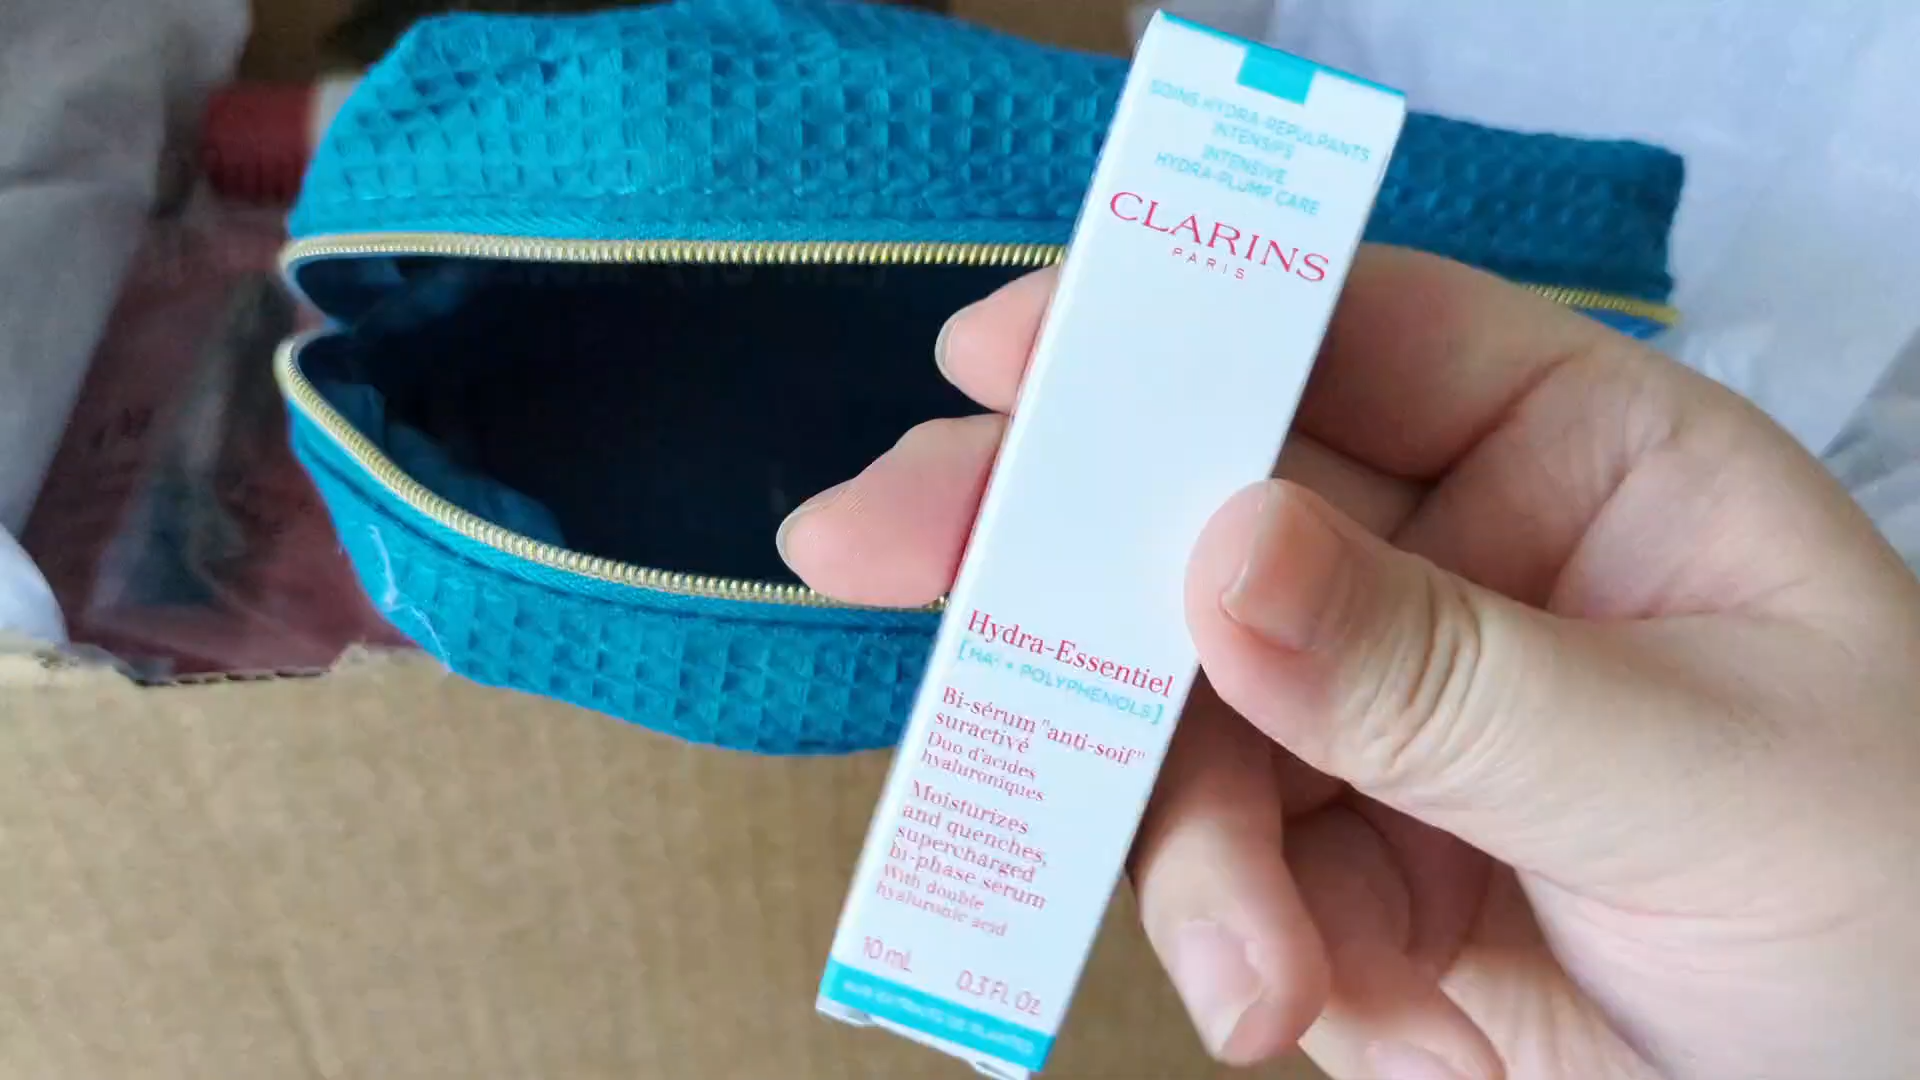 SOINS HYDRA-REPULPANTS
INTENSIFS
INTENSIVE
HYDRA-PLUMP CARE
CLARINS
PARIS
Hydra-Essentiel
[HA² + POLYPHENOLS]
Bi-sérum "anti-soif"
suractivé
Duo d'acides
hyaluroniques
Moisturizes
and quenches,
supercharged
bi-phase serum
With double
hyaluronic acid
10 mL 0.3 FL Oz